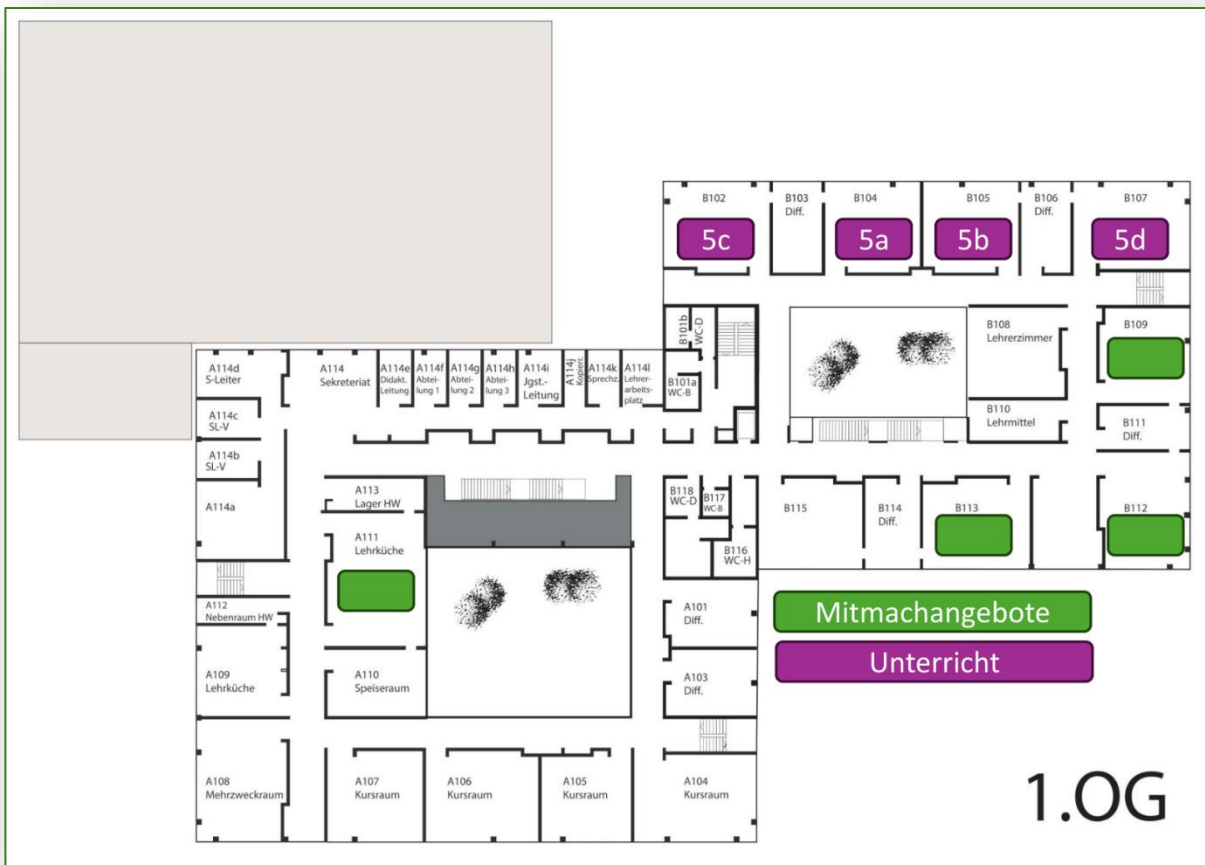 B102
B103
Diff.
B104
B105
B106
Diff.
B107
5c
5a
5b
5d
B101b
WC-D
B108
Lehrerzimmer
B109
A114d
S-Leiter
A114
Sekreteriat
A114e
Didakt.
Leitung
A114f
Abtei-
lung 1
A114g
Abtei-
lung 2
A114h
Abtei-
lung 3
A114i
Jgst.-
Leitung
A114j
Kopierr.
A114k
Sprechz.
A114l
Lehrer-
arbeits-
platz
B101a
WC-B
A114c
SL-V
B110
Lehrmittel
B111
Diff.
A114b
SL-V
A114a
A113
Lager HW
B118
WC-D
B117
WC-B
B115
B114
Diff.
B113
B112
A111
Lehrküche
B116
WC-H
A112
Nebenraum HW
A101
Diff.
Mitmachangebote
Unterricht
A109
Lehrküche
A110
Speiseraum
A103
Diff.
A108
Mehrzweckraum
A107
Kursraum
A106
Kursraum
A105
Kursraum
A104
Kursraum
1.OG